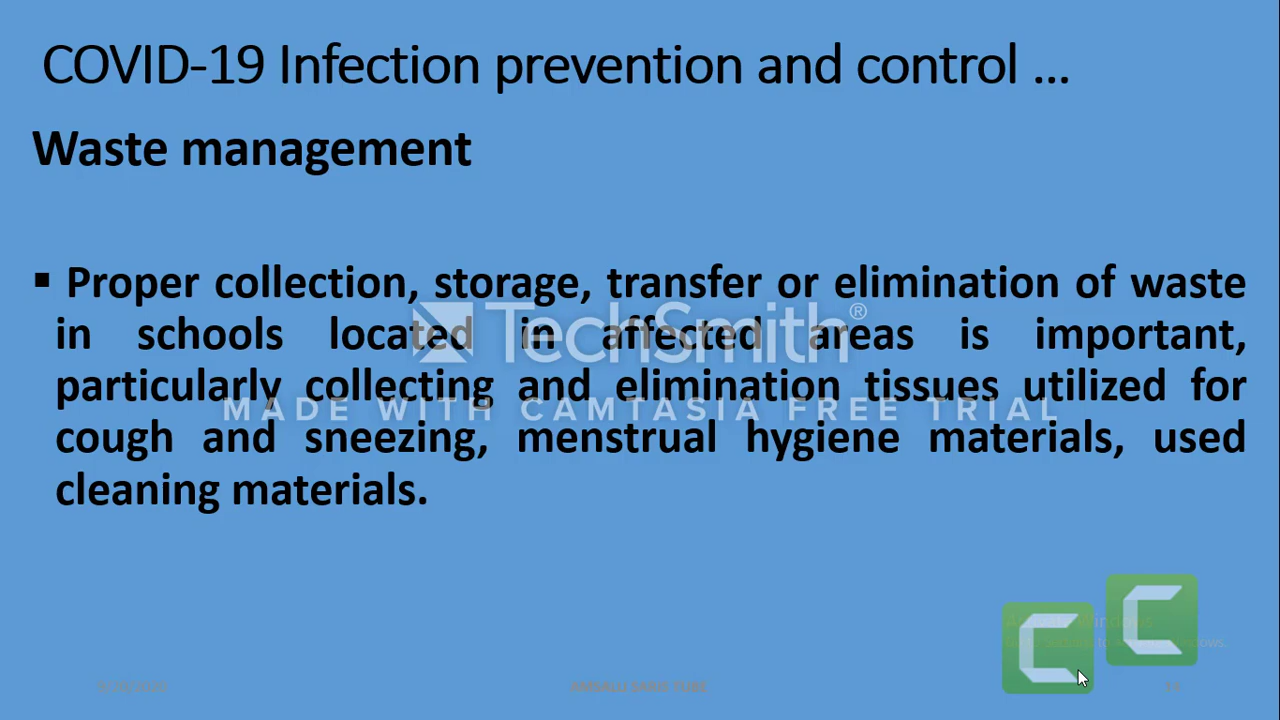 COVID-19 Infection prevention and control ...
Waste management
▪ Proper collection, storage, transfer or elimination of waste
in schools located in affected areas is important,
particularly collecting and elimination tissues utilized for
cough and sneezing, menstrual hygiene materials, used
cleaning materials.
TechSmith®
MADE WITH CAMTASIA FREE TRIAL